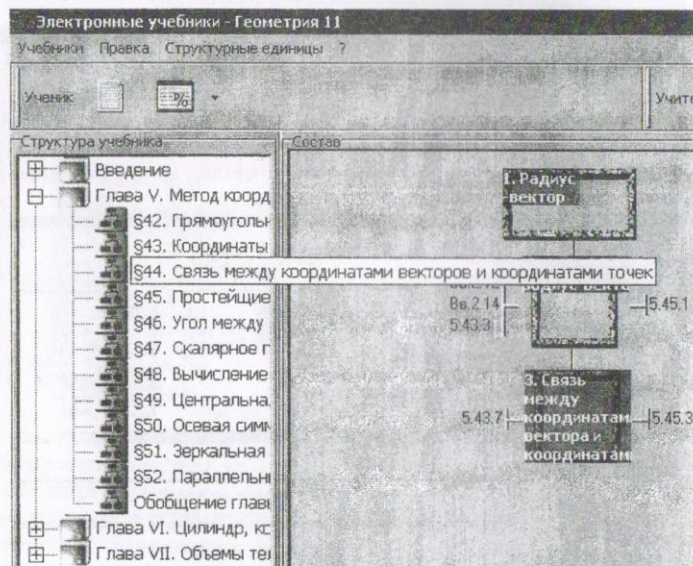 Электронные учебники - Геометрия 11
Учебники Правка Структурные единицы ?
Ученик
%
Учите
Структура учебника
Состав
Введение
Глава V. Метод коорд
§42. Прямоуголь
§43. Координаты
§44. Связь между координатами векторов и координатами точек
§45. Простейщие
§46. Угол между
§47. Скалярное г
§48. Вычисление
§49. Центральна
§50. Осевая сим
§51. Зеркальная
§52. Параллельн
Обобщение глав
Глава VI. Цилиндр, ко
Глава VII. Объемы те
1. Радиус
-вектор
Вв.2.14
5.43.3
5.45.1
3. Связь
между
координатам
вектора и
координатам
5.43.7
5.45.3